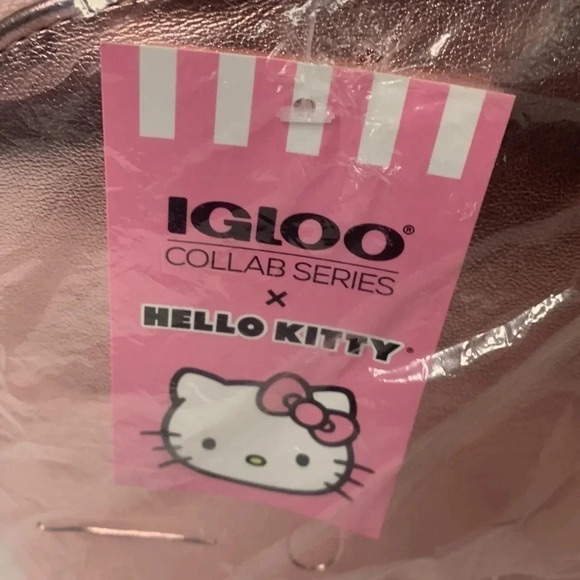 IGLOO®
COLLAB SERIES
×
HELLO KITTY®